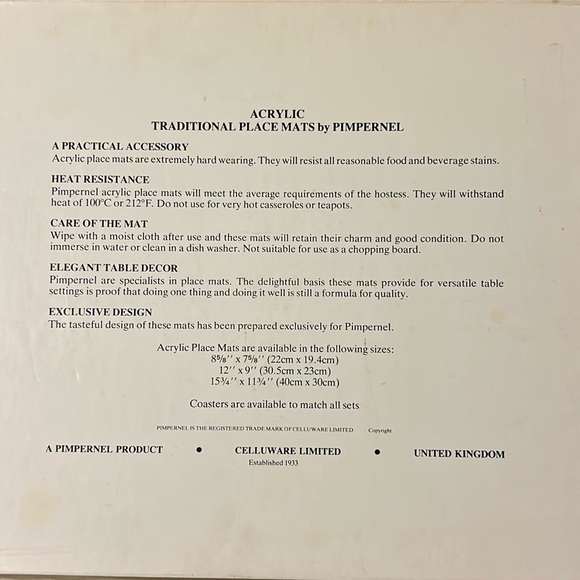 ACRYLIC
TRADITIONAL PLACE MATS by PIMPERNEL
A PRACTICAL ACCESSORY
Acrylic place mats are extremely hard wearing. They will resist all reasonable food and beverage stains.
HEAT RESISTANCE
Pimpernel acrylic place mats will meet the average requirements of the hostess. They will withstand
heat of 100°C or 212°F. Do not use for very hot casseroles or teapots.
CARE OF THE MAT
Wipe with a moist cloth after use and these mats will retain their charm and good condition. Do not
immerse in water or clean in a dish washer. Not suitable for use as a chopping board.
ELEGANT TABLE DECOR
Pimpernel are specialists in place mats. The delightful basis these mats provide for versatile table
settings is proof that doing one thing and doing it well is still a formula for quality.
EXCLUSIVE DESIGN
The tasteful design of these mats has been prepared exclusively for Pimpernel.
Acrylic Place Mats are available in the following sizes:
8⅝'' x 7⅝'' (22cm x 19.4cm)
12'' x 9'' (30.5cm x 23cm)
15¾'' x 11¾'' (40cm x 30cm)
Coasters are available to match all sets
PIMPERNEL IS THE REGISTERED TRADE MARK OF CELLUWARE LIMITED Copyright
A PIMPERNEL PRODUCT • CELLUWARE LIMITED • UNITED KINGDOM
Established 1933